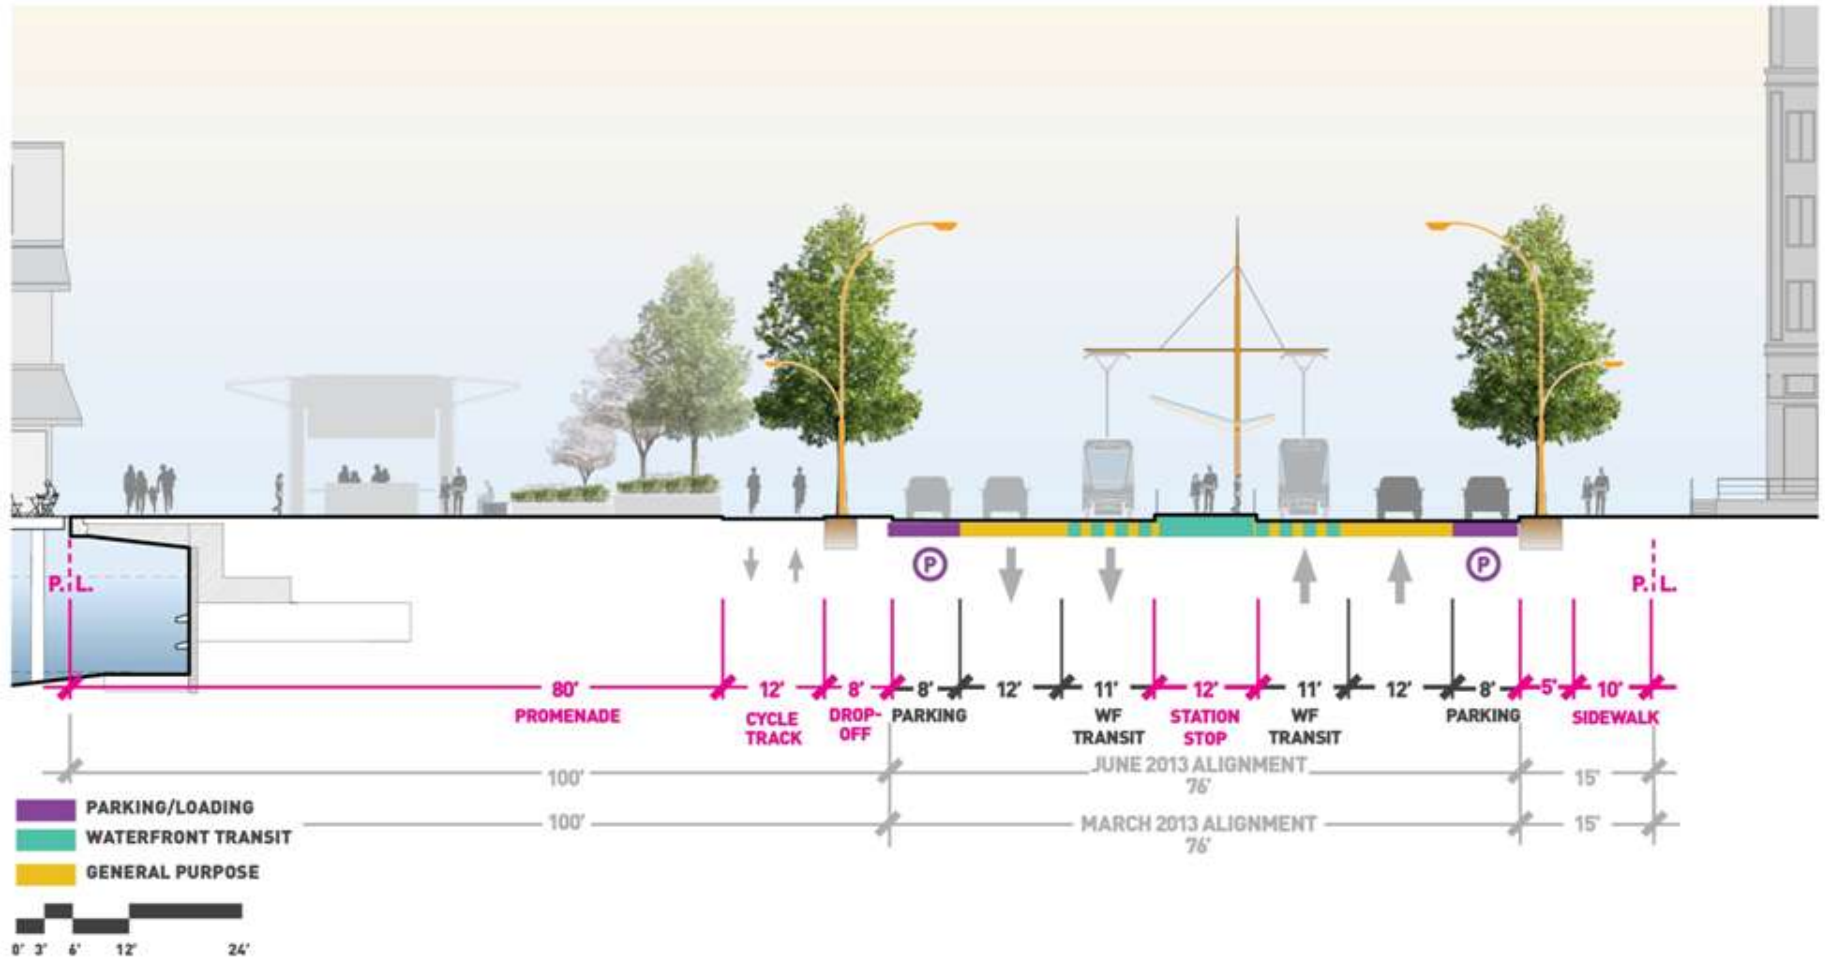 P.L.
P.L.
P
P
80' 12' 8' 8' 12' 11' 12' 11' 12' 8' 5' 10'
PROMENADE
CYCLE
TRACK
DROP-
OFF
PARKING
WF
TRANSIT
STATION
STOP
WF
TRANSIT
PARKING
SIDEWALK
100'
JUNE 2013 ALIGNMENT
76'
15'
100'
MARCH 2013 ALIGNMENT
76'
15'
PARKING/LOADING
WATERFRONT TRANSIT
GENERAL PURPOSE
0' 3' 6' 12' 24'